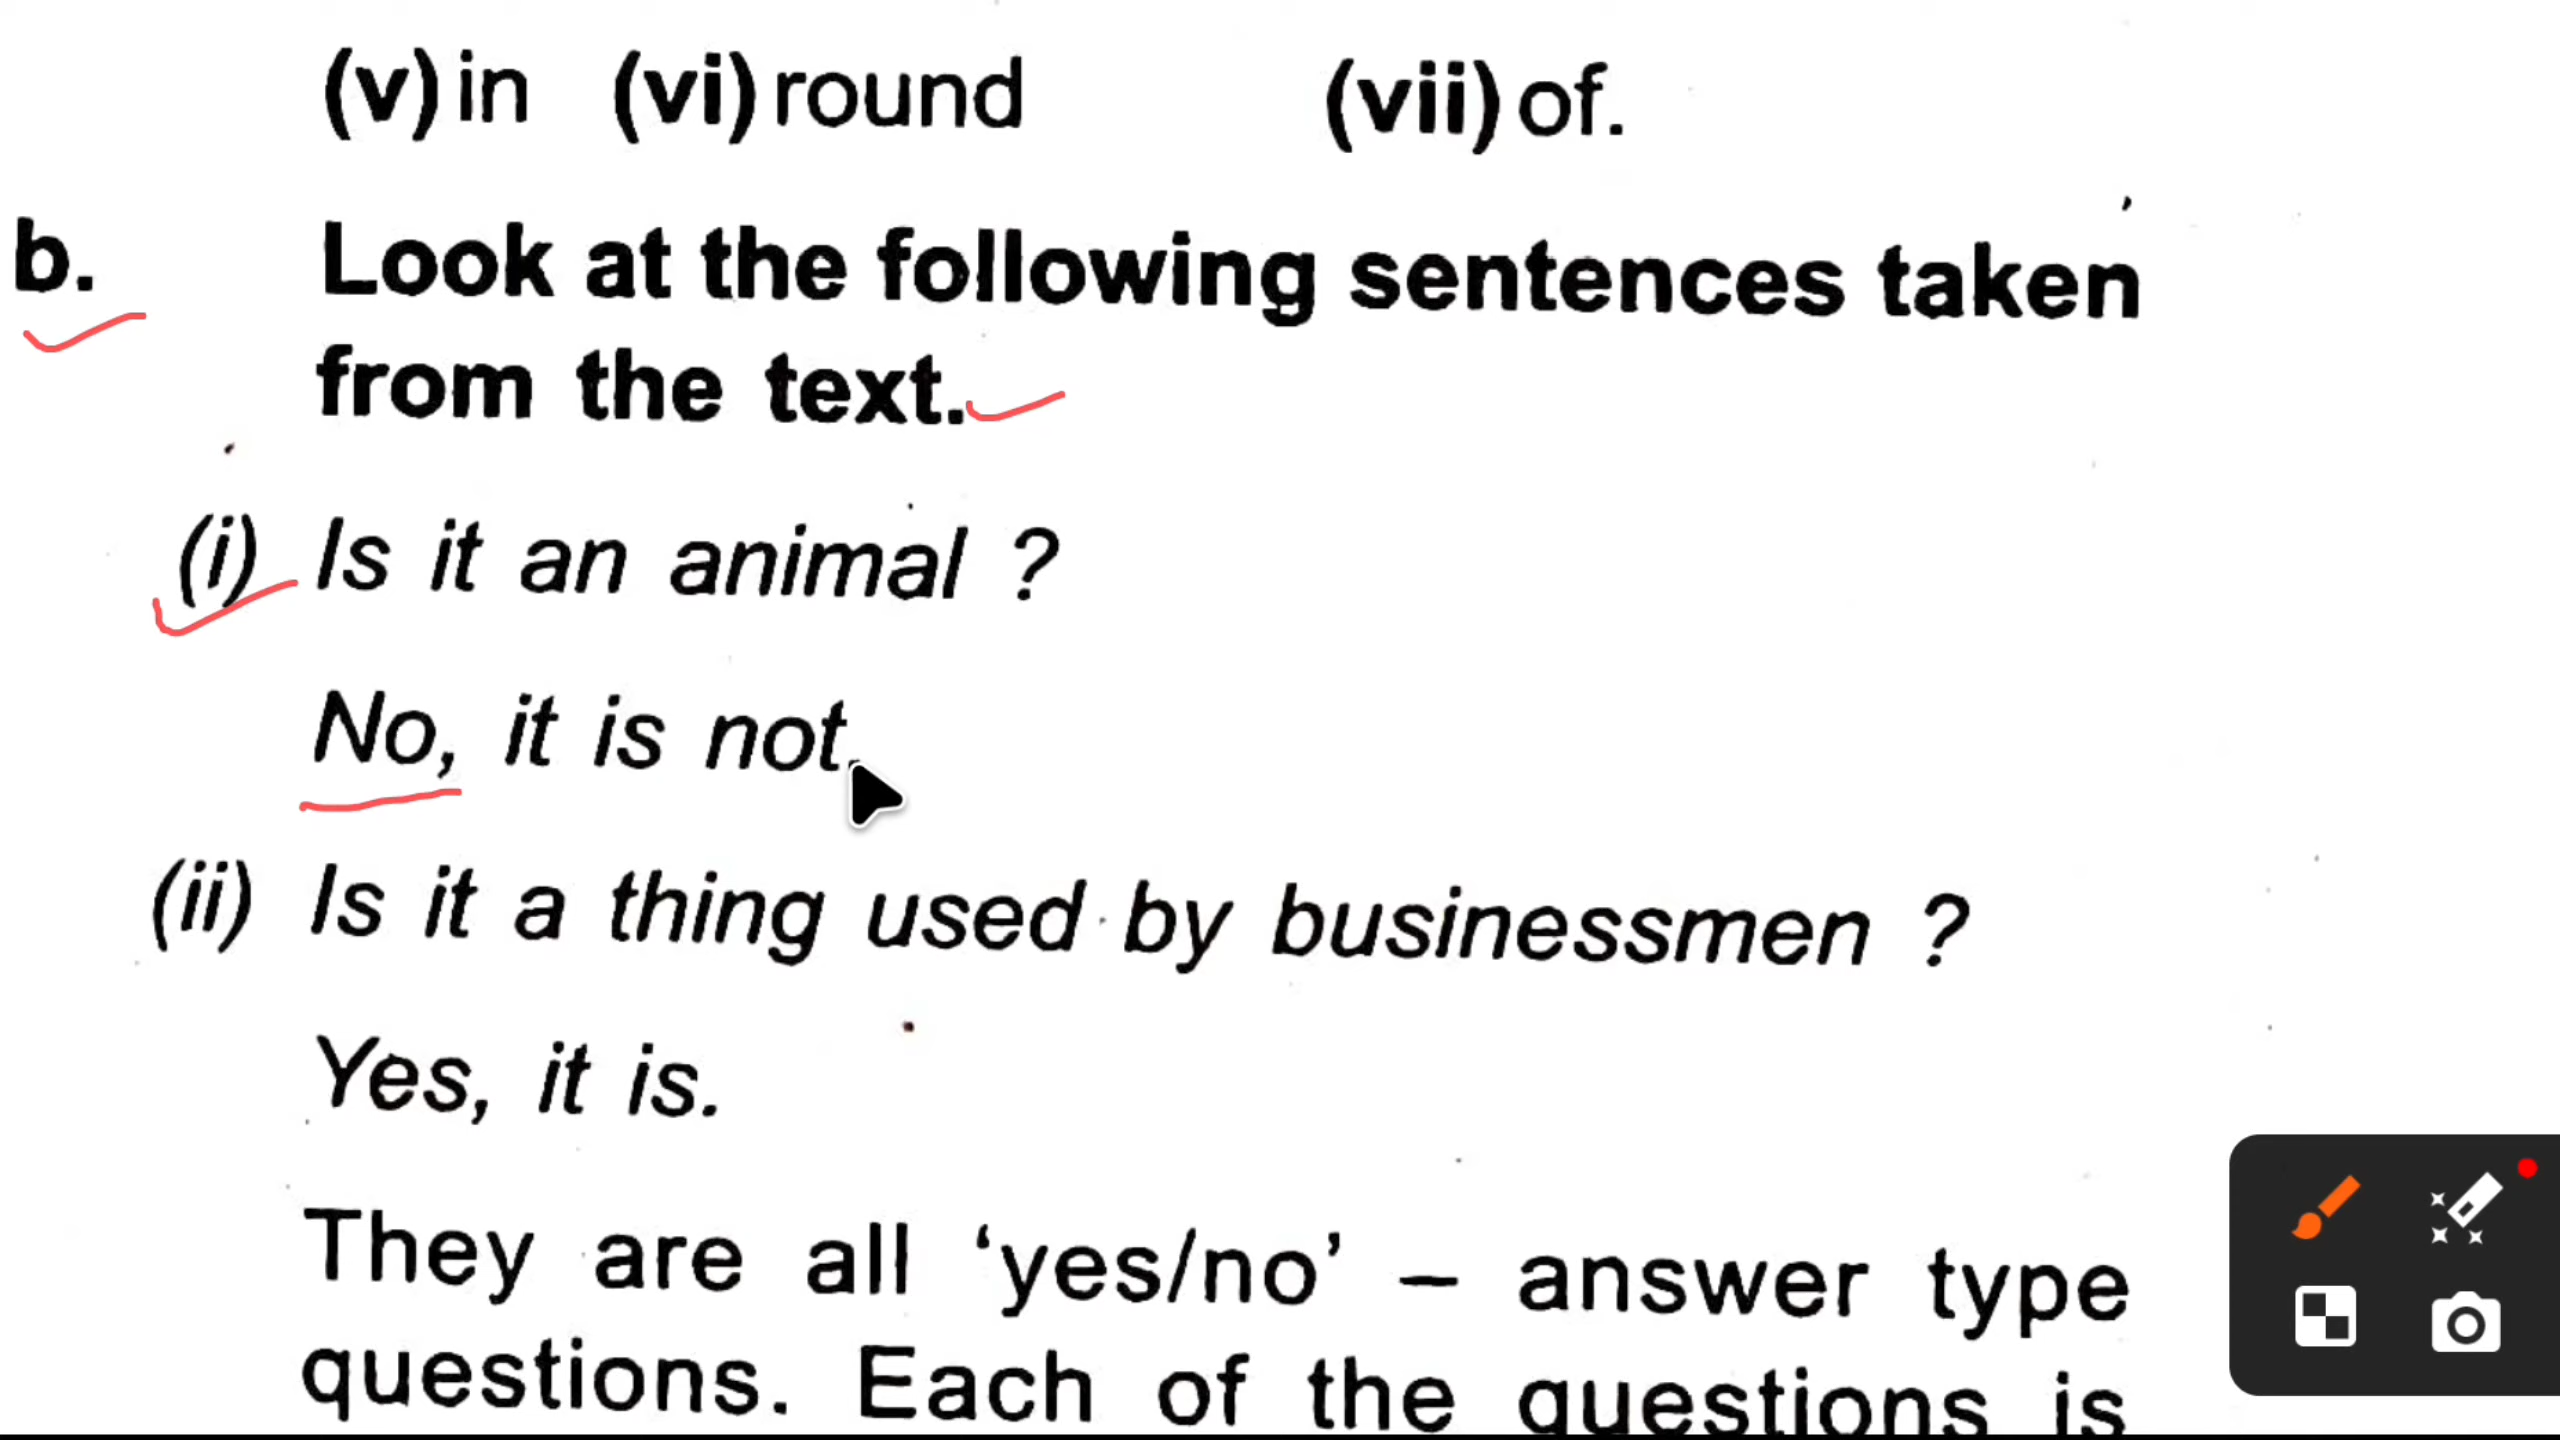 (v) in (vi) round (vii) of.
b. Look at the following sentences taken
from the text.
(i) Is it an animal ?
No, it is not.
(ii) Is it a thing used by businessmen ?
Yes, it is.
They are all ‘yes/no’ – answer type
questions. Each of the questions is